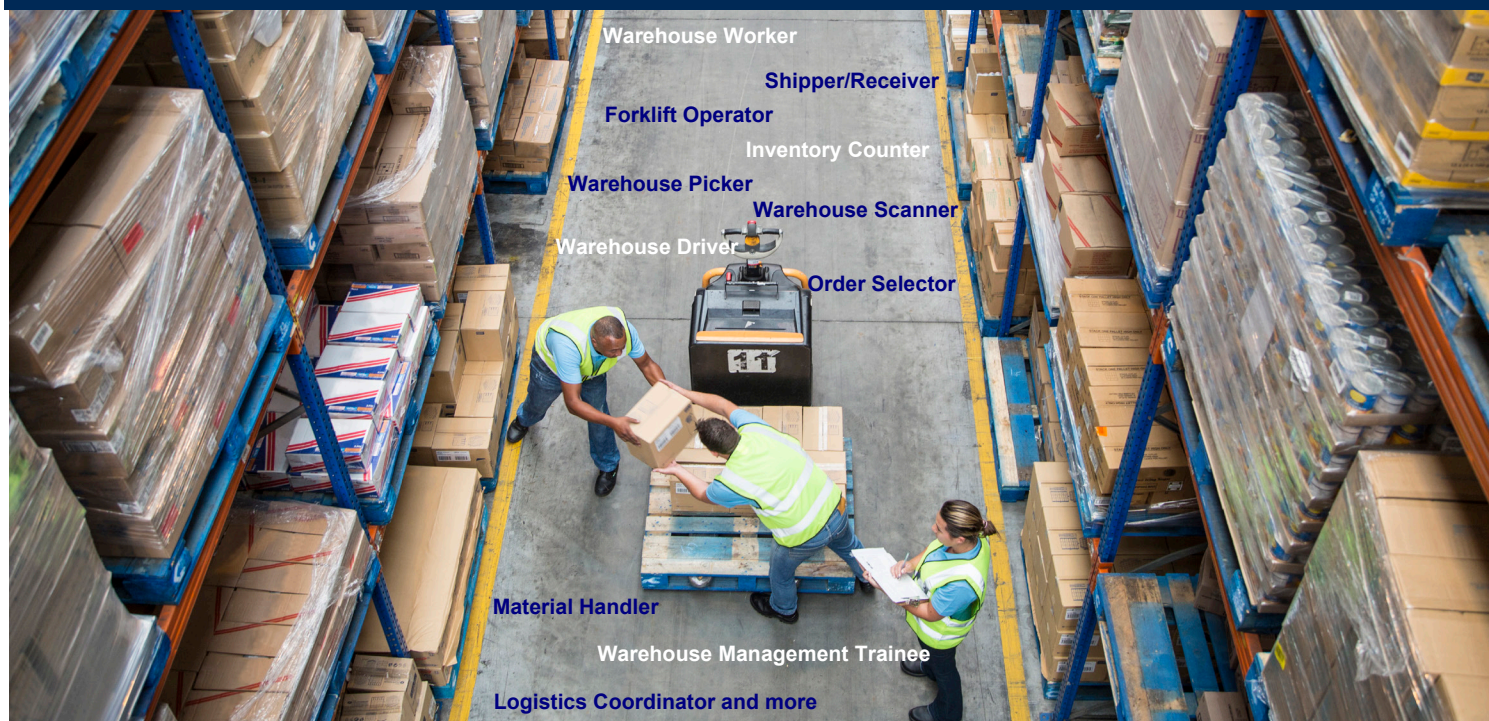 Warehouse Worker
Shipper/Receiver
Forklift Operator
Inventory Counter
Warehouse Picker
Warehouse Scanner
Warehouse Driver
Order Selector
11
Material Handler
Warehouse Management Trainee
Logistics Coordinator and more